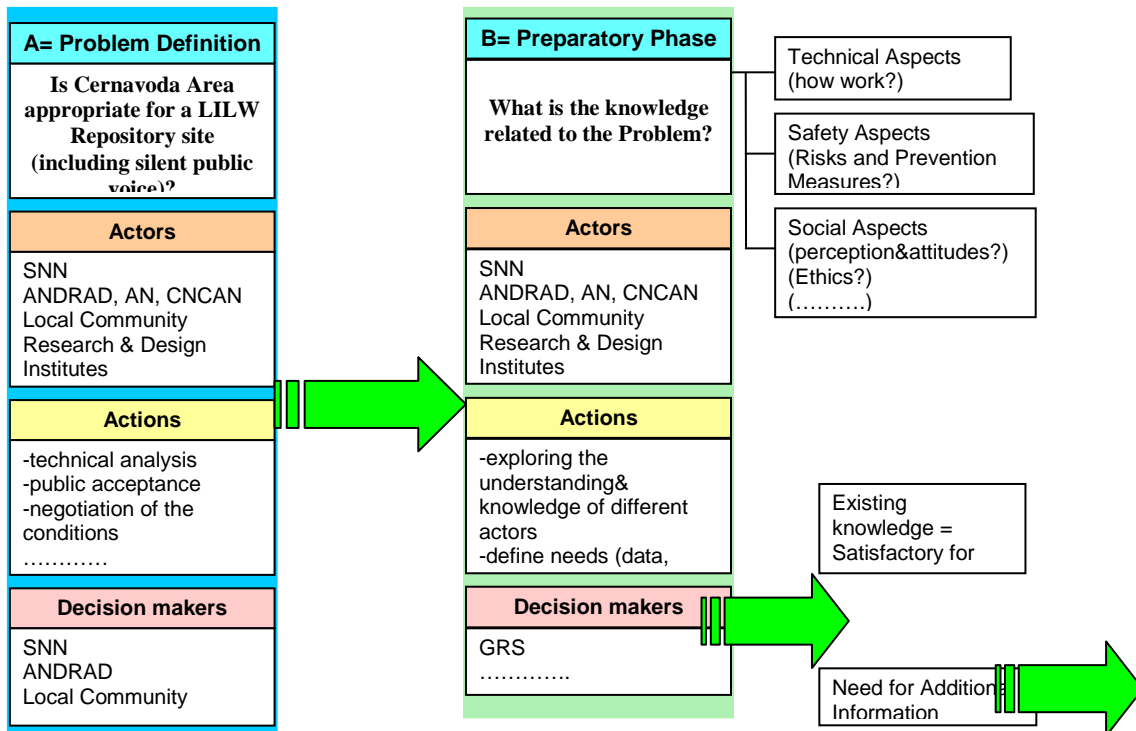 A= Problem Definition
Is Cernavoda Area
appropriate for a LILW
Repository site
(including silent public
voice)?
Actors
SNN
ANDRAD, AN, CNCAN
Local Community
Research & Design
Institutes
Actions
-technical analysis
-public acceptance
-negotiation of the
conditions
…………
Decision makers
SNN
ANDRAD
Local Community
B= Preparatory Phase
What is the knowledge
related to the Problem?
Actors
SNN
ANDRAD, AN, CNCAN
Local Community
Research & Design
Institutes
Actions
-exploring the
understanding&
knowledge of different
actors
-define needs (data,
Decision makers
GRS
………….
Technical Aspects
(how work?)
Safety Aspects
(Risks and Prevention
Measures?)
Social Aspects
(perception&attitudes?)
(Ethics?)
(……….)
Existing
knowledge =
Satisfactory for
Need for Additiona
Information